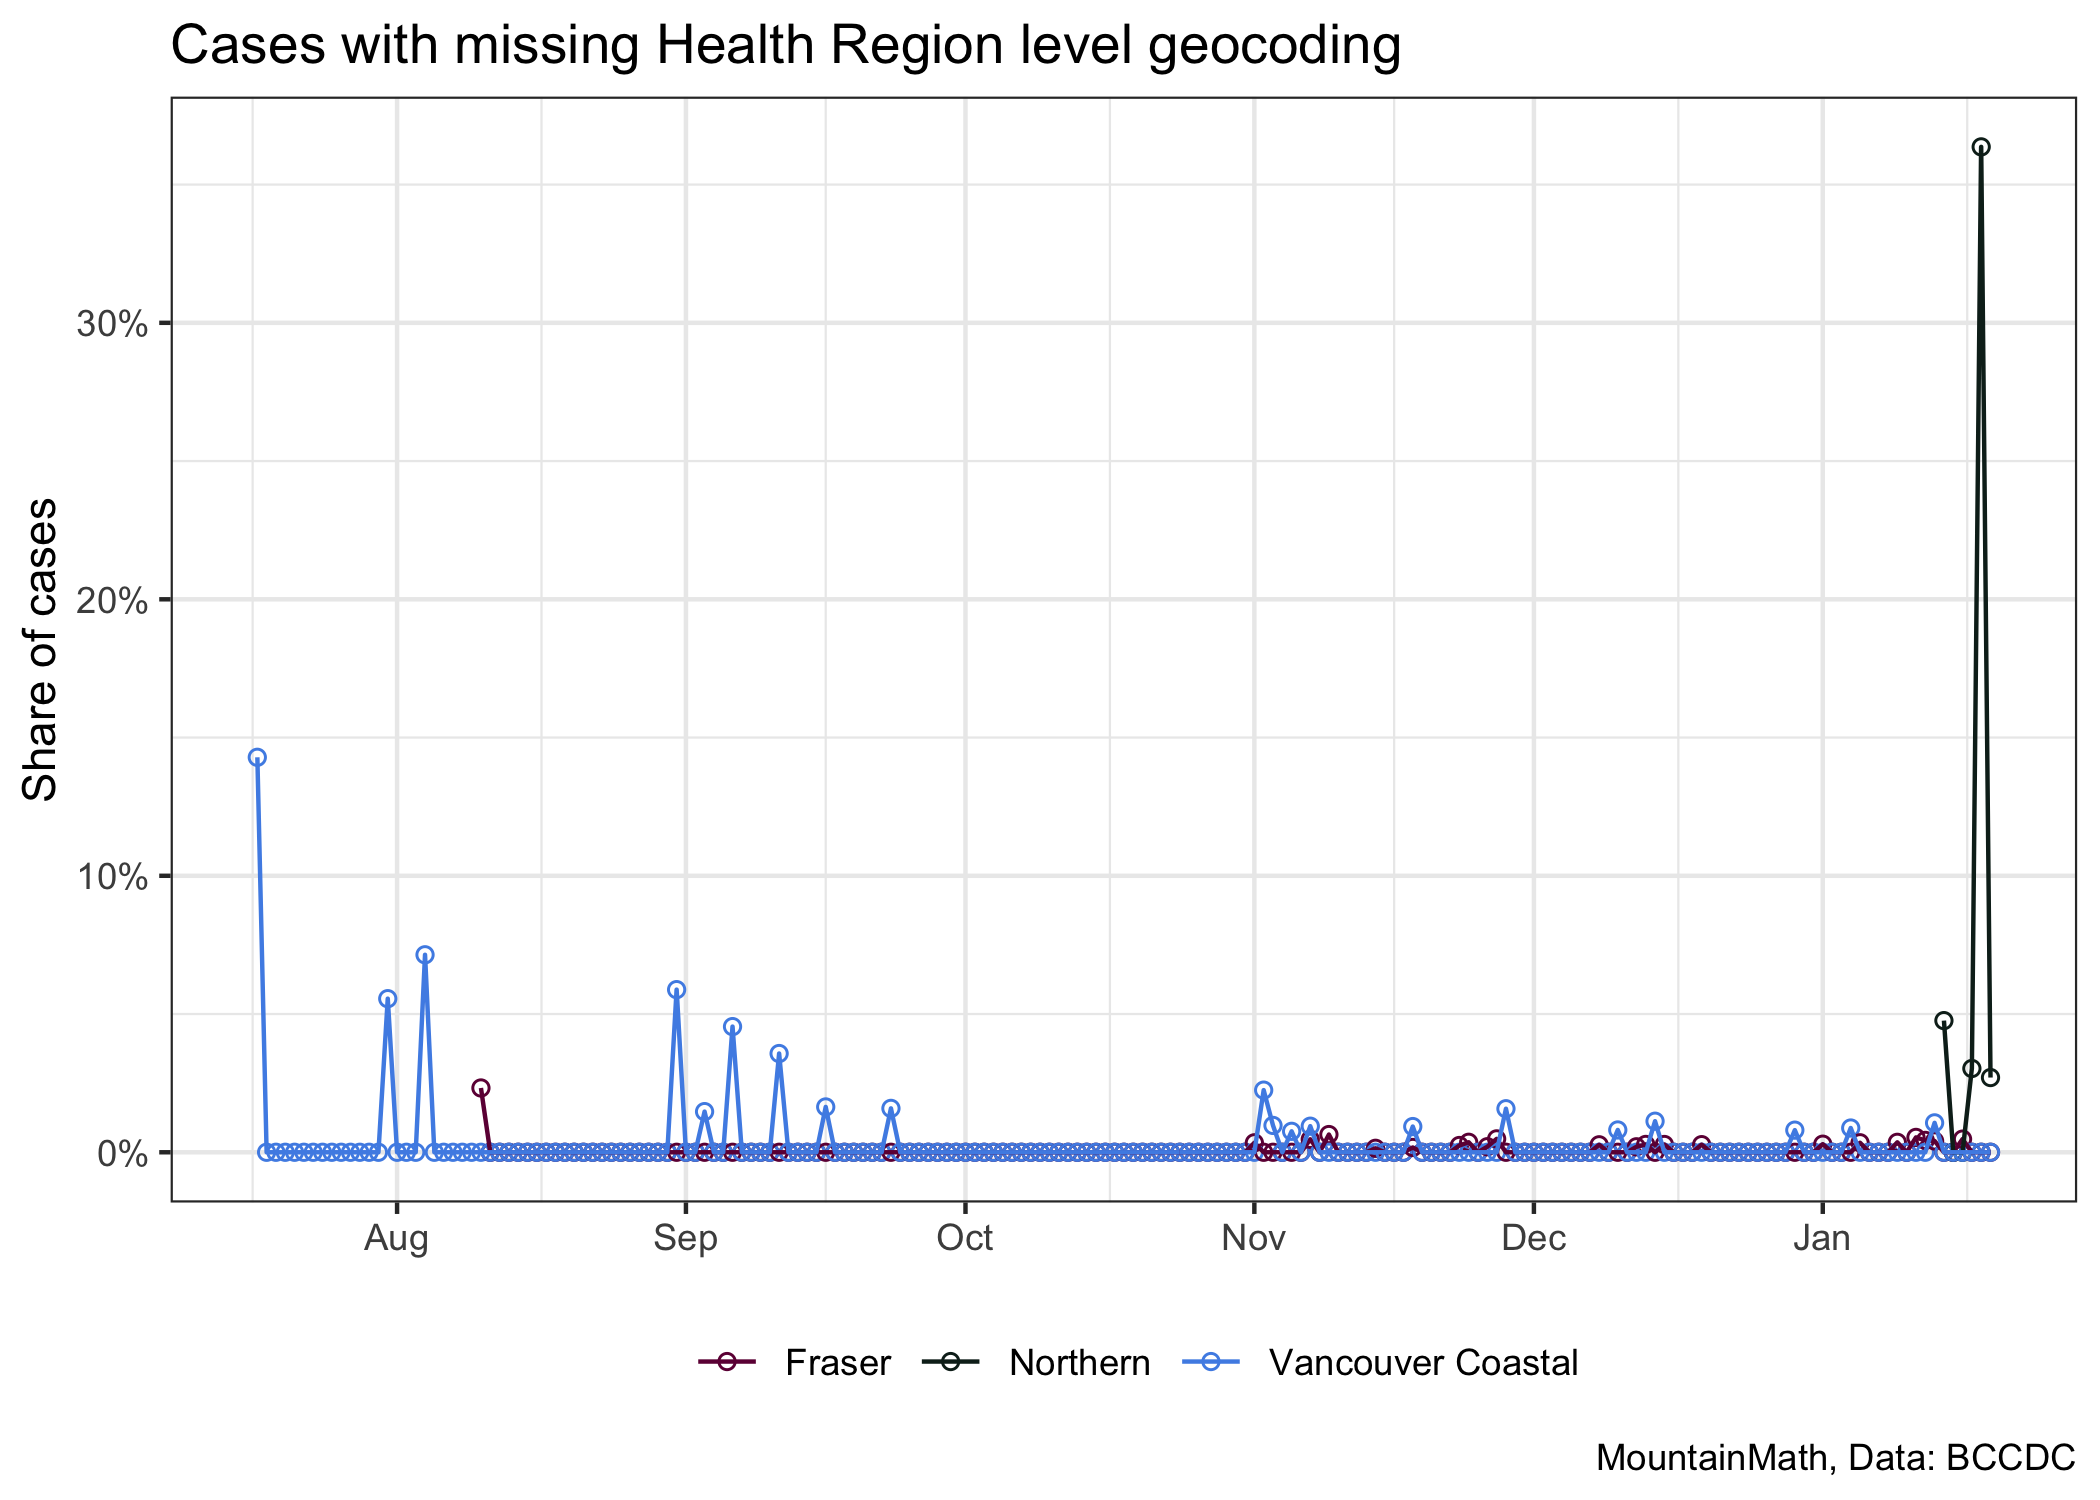 Cases with missing Health Region level geocoding
Share of cases
30%
20%
10%
0%
Aug Sep Oct Nov Dec Jan
Fraser Northern Vancouver Coastal
MountainMath, Data: BCCDC